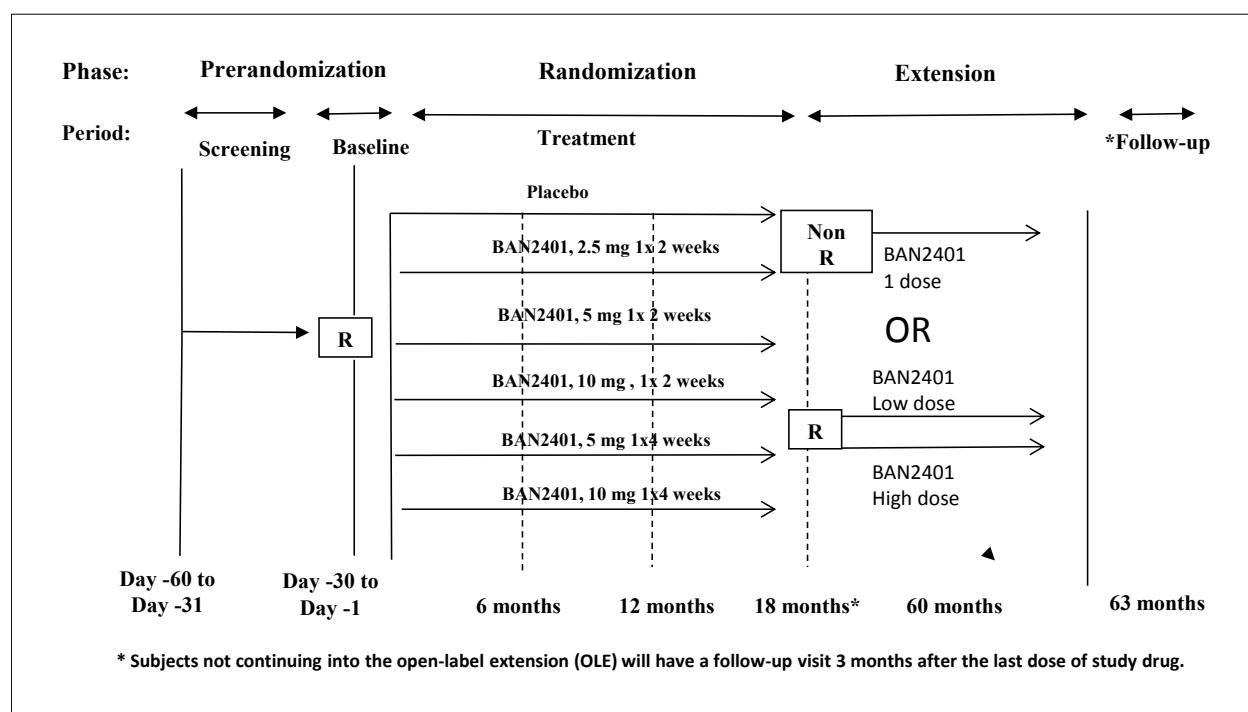 Phase: Prerandomization Randomization Extension
Period: Screening Baseline Treatment *Follow-up
Placebo
BAN2401, 2.5 mg 1x 2 weeks
BAN2401, 5 mg 1x 2 weeks
BAN2401, 10 mg , 1x 2 weeks
BAN2401, 5 mg 1x4 weeks
BAN2401, 10 mg 1x4 weeks
R
Non
R
BAN2401
1 dose
OR
BAN2401
Low dose
R
BAN2401
High dose
Day -60 to
Day -31
Day -30 to
Day -1
6 months 12 months 18 months* 60 months 63 months
* Subjects not continuing into the open-label extension (OLE) will have a follow-up visit 3 months after the last dose of study drug.